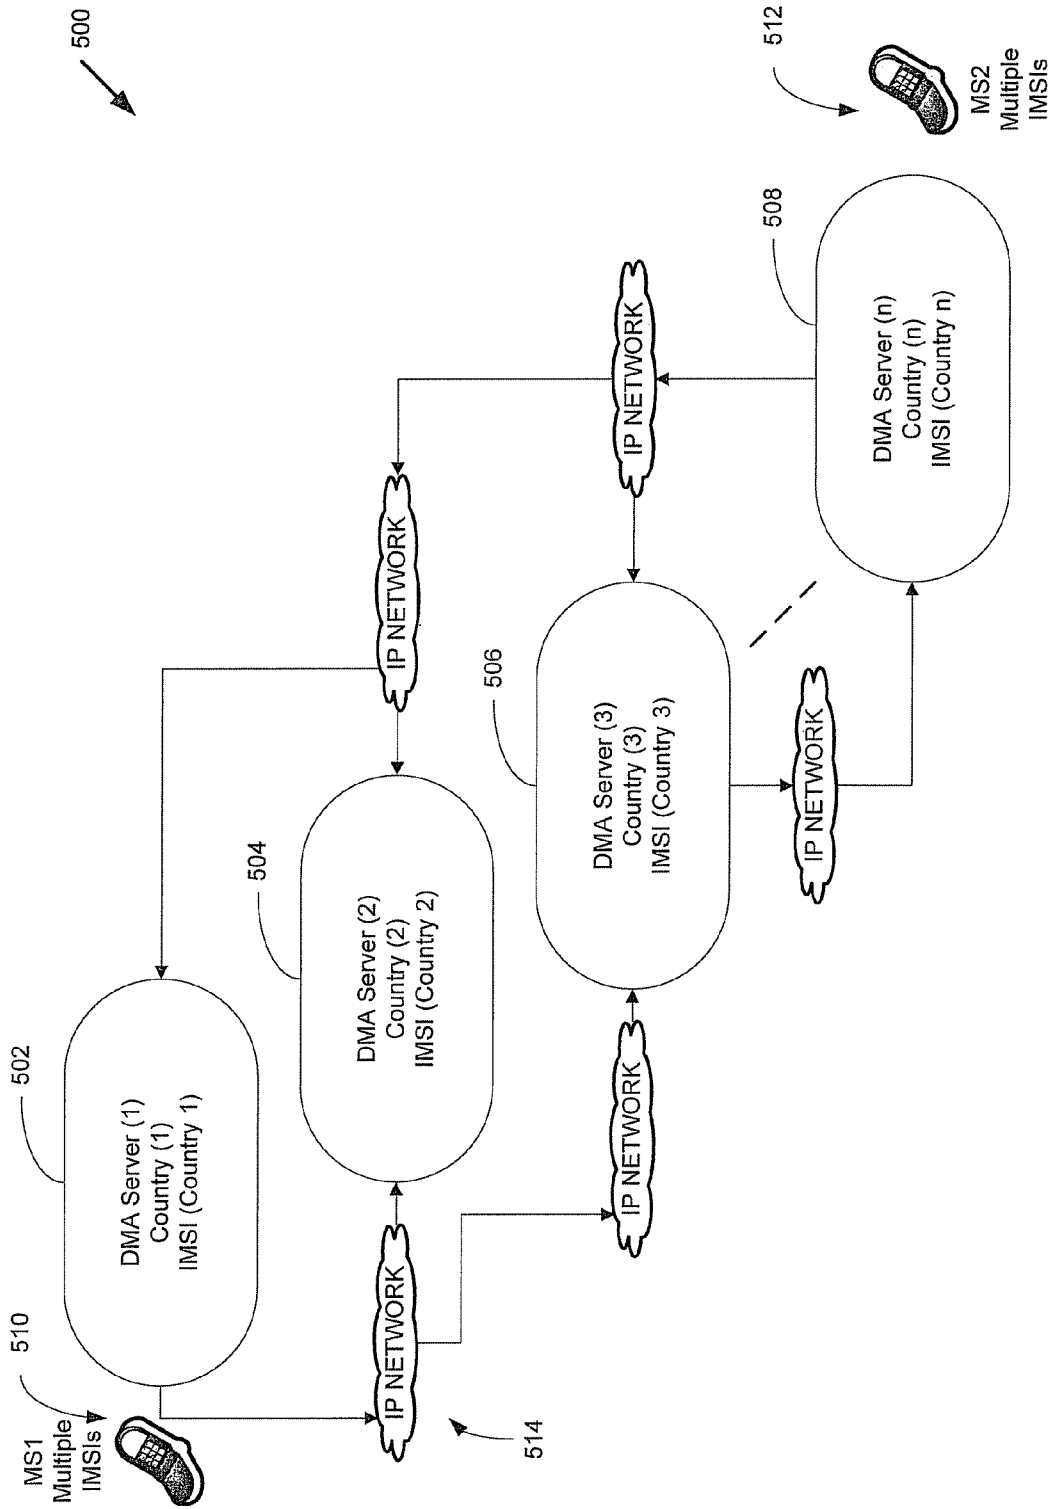 500
510
MS1
Multiple
IMSIs
502
DMA Server (1)
Country (1)
IMSI (Country 1)
504
IP NETWORK
DMA Server (2)
Country (2)
IMSI (Country 2)
IP NETWORK
514
506
IP NETWORK
DMA Server (3)
Country (3)
IMSI (Country 3)
IP NETWORK
508
512
IP NETWORK
DMA Server (n)
Country (n)
IMSI (Country n)
MS2
Multiple
IMSIs